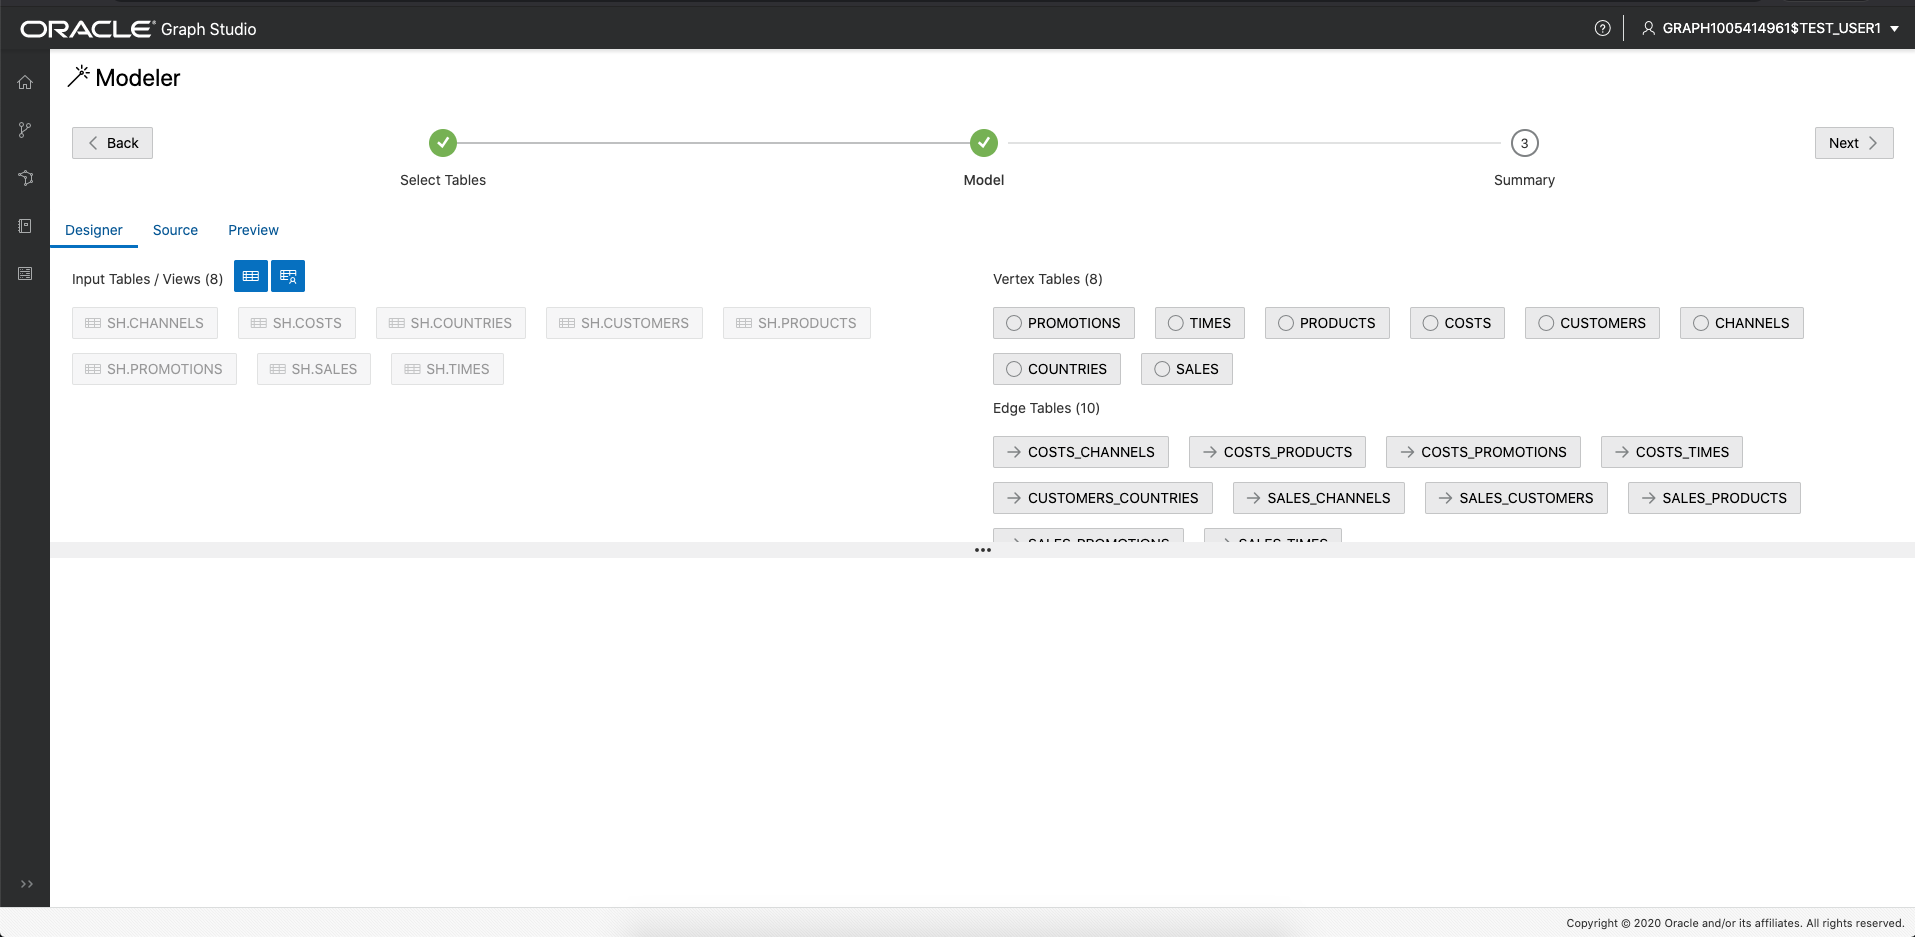 ORACLE® Graph Studio
GRAPH1005414961$TEST_USER1
Modeler
Back
3
Next
Select Tables
Model
Summary
Designer Source Preview
Input Tables / Views (8)
SH.CHANNELS SH.COSTS SH.COUNTRIES SH.CUSTOMERS SH.PRODUCTS
SH.PROMOTIONS SH.SALES SH.TIMES
Vertex Tables (8)
PROMOTIONS TIMES PRODUCTS COSTS CUSTOMERS CHANNELS
COUNTRIES SALES
Edge Tables (10)
COSTS_CHANNELS COSTS_PRODUCTS COSTS_PROMOTIONS COSTS_TIMES
CUSTOMERS_COUNTRIES SALES_CHANNELS SALES_CUSTOMERS SALES_PRODUCTS
SALES_PROMOTIONS SALES_TIMES
Copyright © 2020 Oracle and/or its affiliates. All rights reserved.